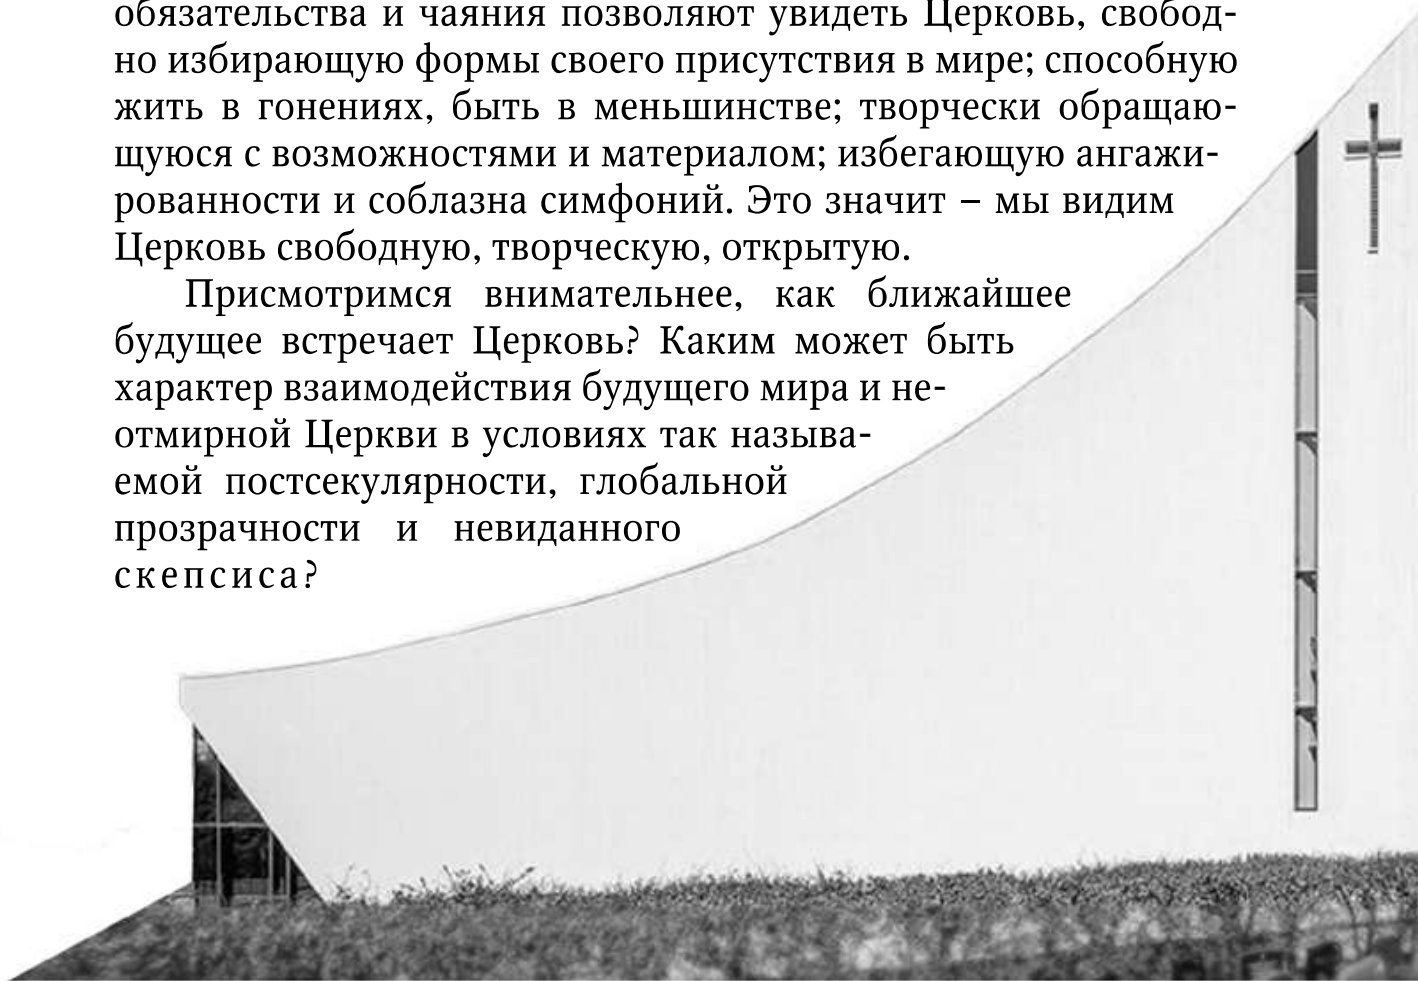 обязательства и чаяния позволяют увидеть Церковь, свобод-
но избирающую формы своего присутствия в мире; способную
жить в гонениях, быть в меньшинстве; творчески обращаю-
щуюся с возможностями и материалом; избегающую ангажи-
рованности и соблазна симфоний. Это значит – мы видим
Церковь свободную, творческую, открытую.
Присмотримся внимательнее, как ближайшее
будущее встречает Церковь? Каким может быть
характер взаимодействия будущего мира и не-
отмирной Церкви в условиях так называ-
емой постсекулярности, глобальной
прозрачности и невиданного
скепсиса?